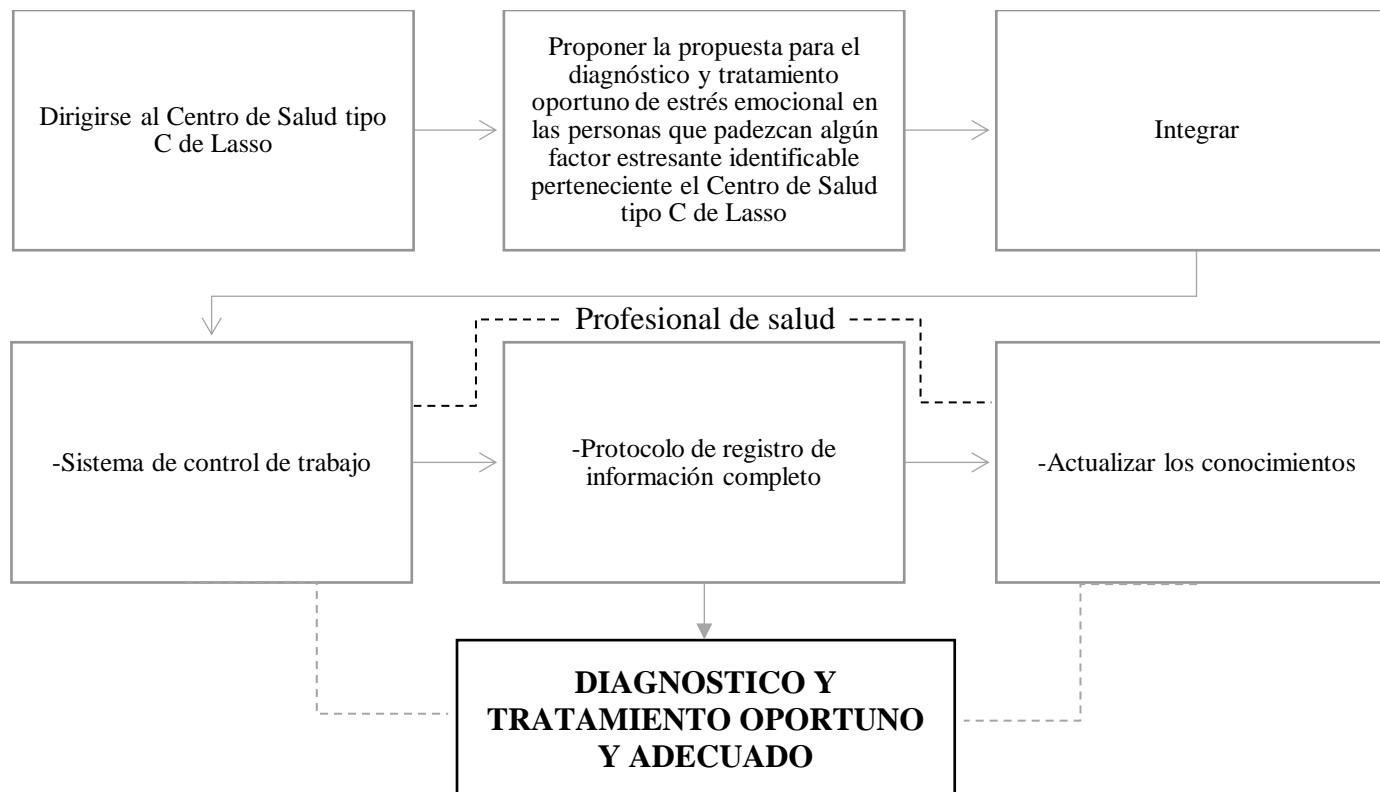 Dirigirse al Centro de Salud tipo
C de Lasso
Proponer la propuesta para el
diagnóstico y tratamiento
oportuno de estrés emocional en
las personas que padezcan algún
factor estresante identificable
perteneciente el Centro de Salud
tipo C de Lasso
Integrar
Profesional de salud
-Sistema de control de trabajo
-Protocolo de registro de
información completo
-Actualizar los conocimientos
DIAGNOSTICO Y
TRATAMIENTO OPORTUNO
Y ADECUADO